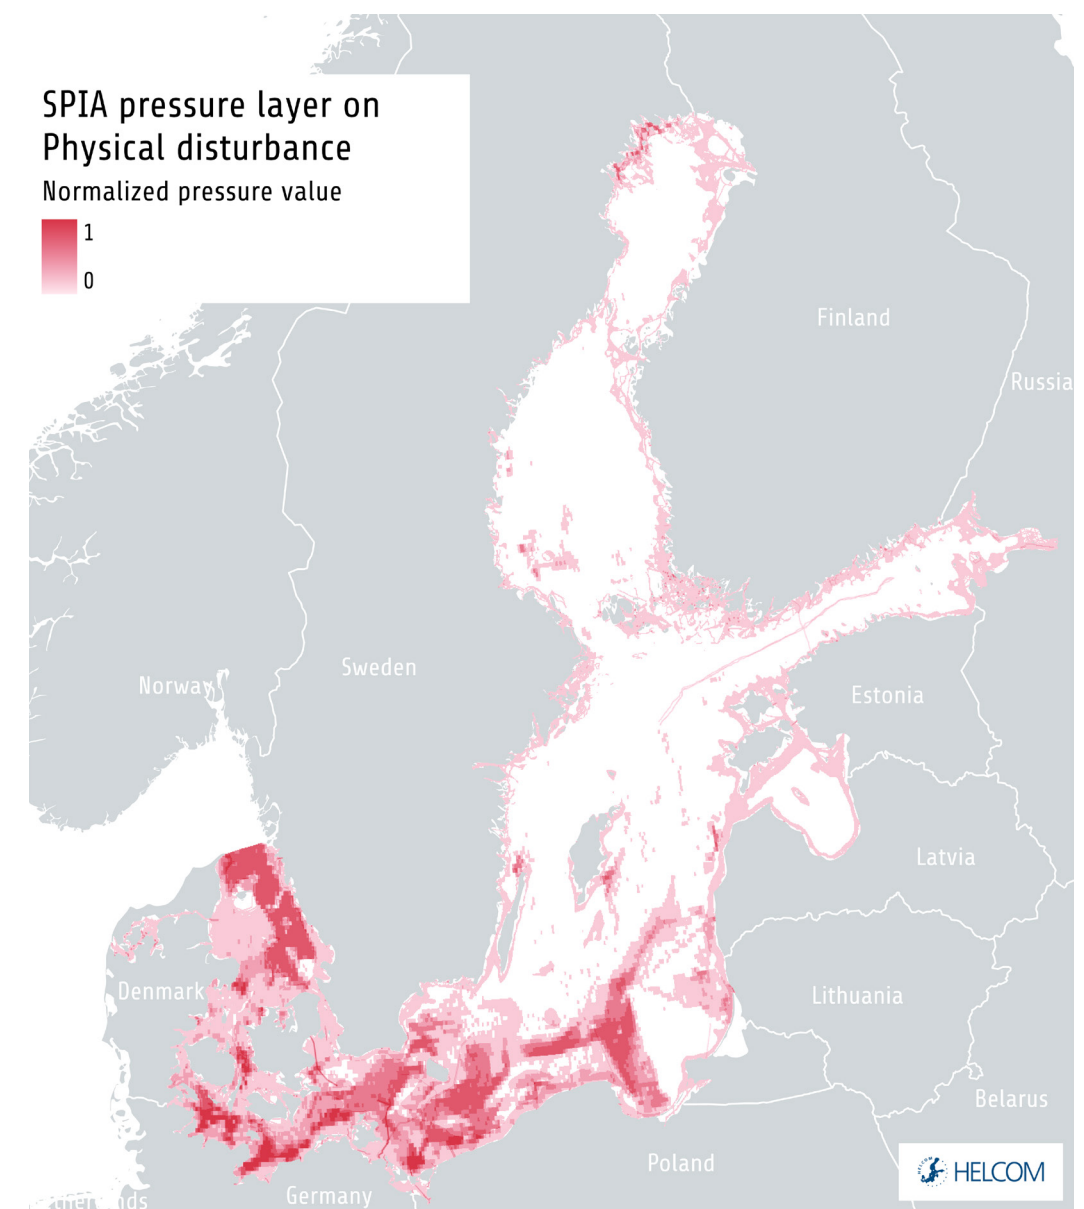 SPIA pressure layer on
Physical disturbance
Normalized pressure value
1
0
Finland
Russia
Norway
Sweden
Estonia
Latvia
Denmark
Lithuania
Belarus
Poland
HELCOM
Germany